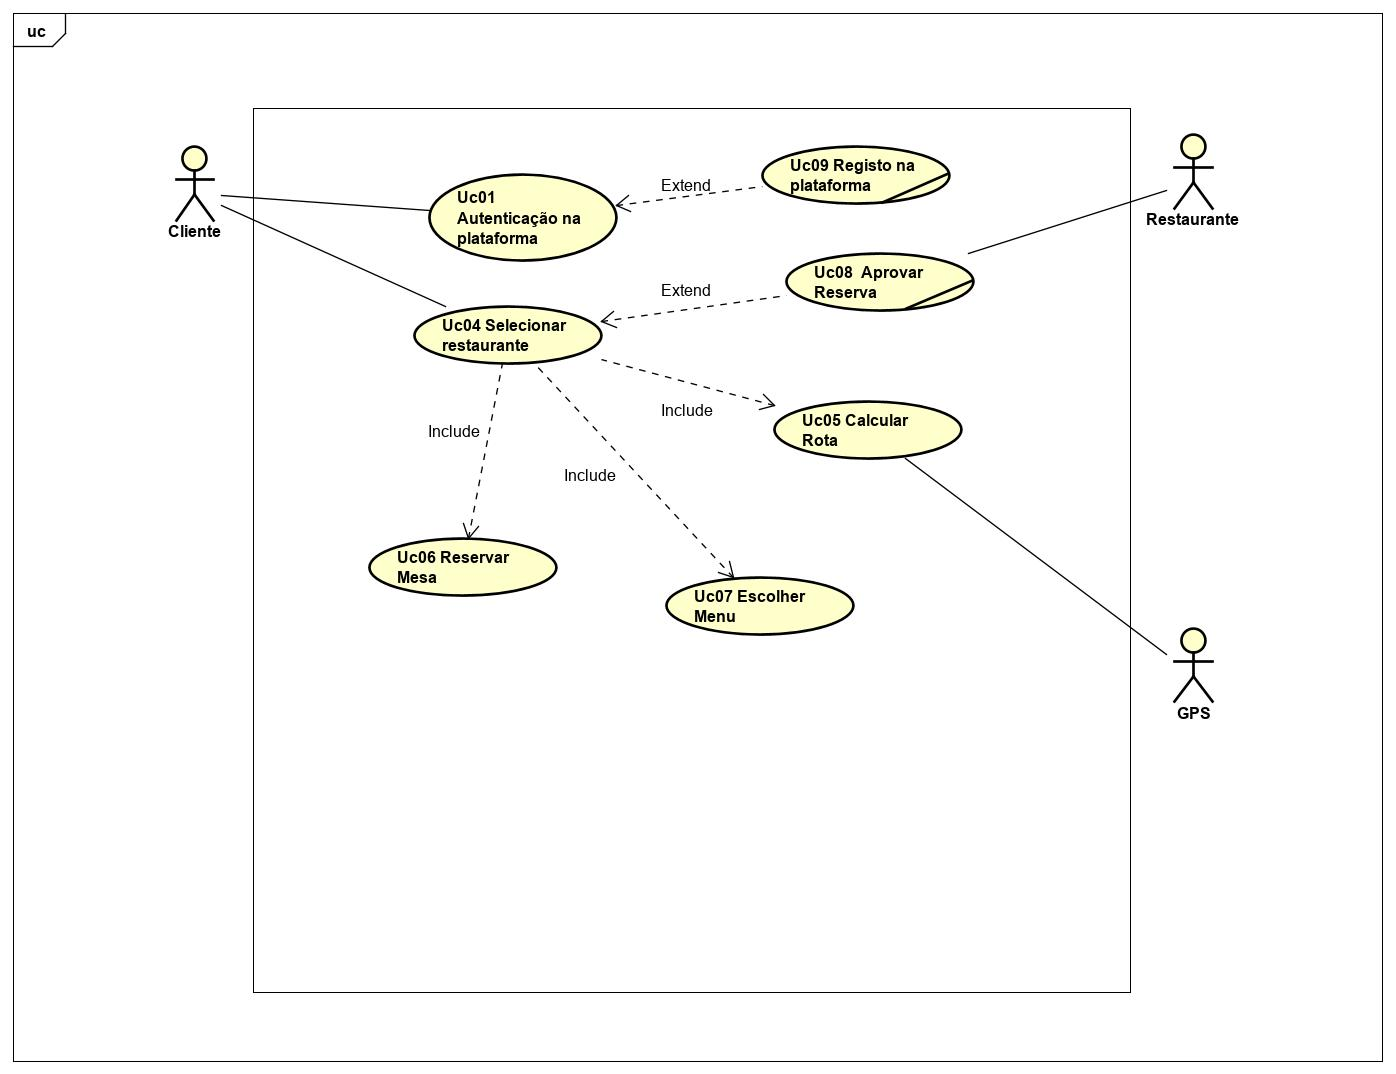 uc
Cliente
Restaurante
Uc01
Autenticação na
plataforma
Extend
Uc09 Registo na
plataforma
Uc04 Selecionar
restaurante
Extend
Uc08  Aprovar
Reserva
Include
Uc05 Calcular
Rota
Include
Include
Uc06 Reservar
Mesa
Uc07 Escolher
Menu
GPS